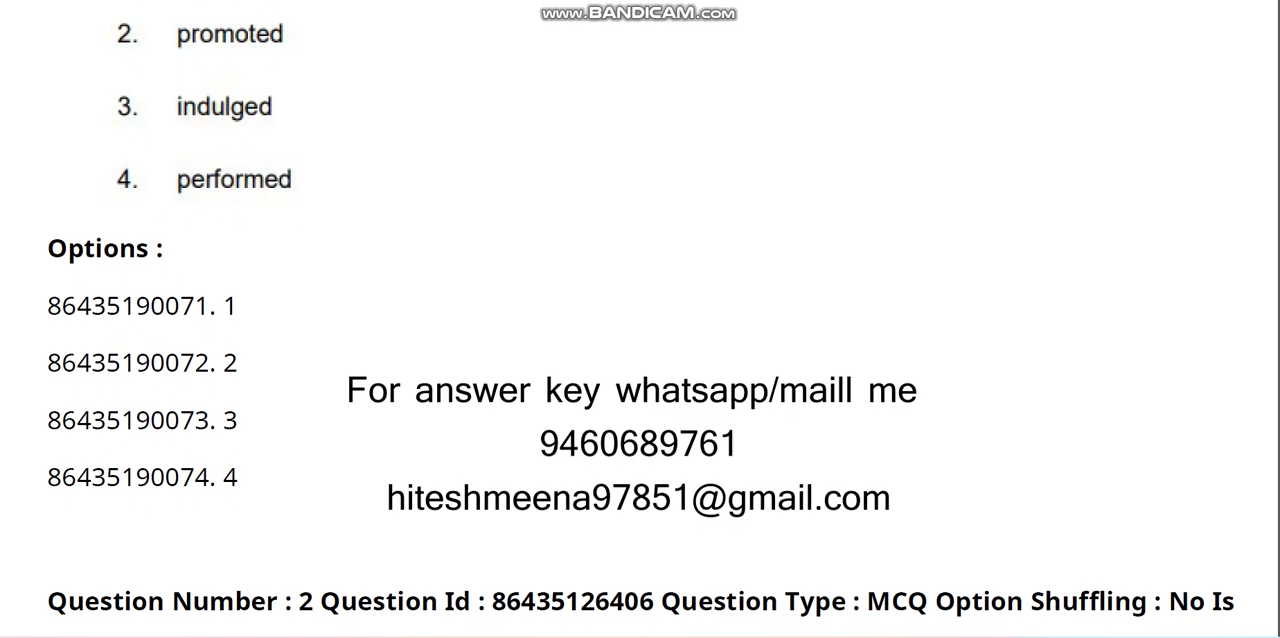 www.BANDICAM.com
2. promoted
3. indulged
4. performed
Options :
86435190071. 1
86435190072. 2
86435190073. 3
86435190074. 4
For answer key whatsapp/maill me
9460689761
hiteshmeena97851@gmail.com
Question Number : 2 Question Id : 86435126406 Question Type : MCQ Option Shuffling : No Is